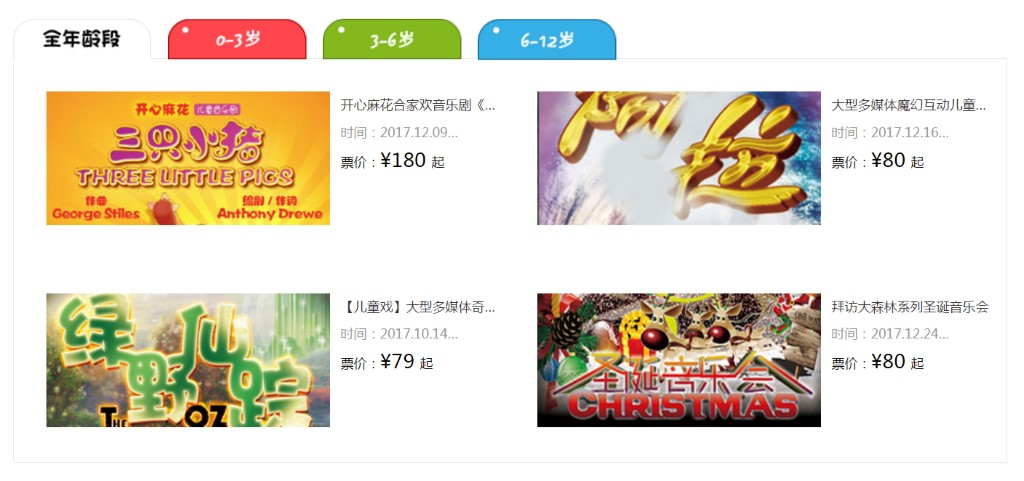 全年龄段
0-3岁
3-6岁
6-12岁
开心麻花 儿童音乐剧
三只小猪
THREE LITTLE PIGS
作曲
编剧 / 作词
George Stiles
Anthony Drewe
开心麻花合家欢音乐剧《...
时间：2017.12.09...
票价：¥180 起
大型多媒体魔幻互动儿童...
时间：2017.12.16...
票价：¥80 起
绿野仙踪
THE
OZ
【儿童戏】大型多媒体奇...
时间：2017.10.14...
票价：¥79 起
圣诞音乐会
CHRISTMAS
拜访大森林系列圣诞音乐会
时间：2017.12.24...
票价：¥80 起